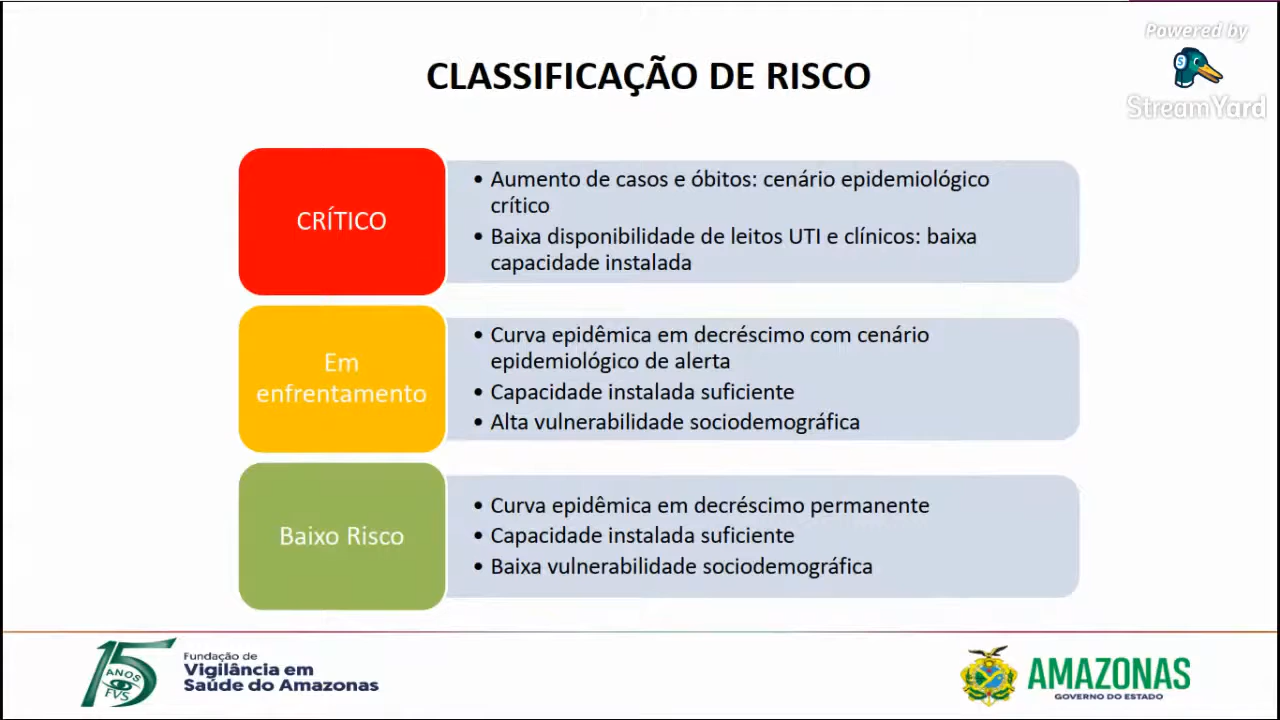 Powered by
StreamYard
CLASSIFICAÇÃO DE RISCO
CRÍTICO
• Aumento de casos e óbitos: cenário epidemiológico
crítico
• Baixa disponibilidade de leitos UTI e clínicos: baixa
capacidade instalada
Em
enfrentamento
• Curva epidêmica em decréscimo com cenário
epidemiológico de alerta
• Capacidade instalada suficiente
• Alta vulnerabilidade sociodemográfica
Baixo Risco
• Curva epidêmica em decréscimo permanente
• Capacidade instalada suficiente
• Baixa vulnerabilidade sociodemográfica
15
ANOS
FVS
Fundação de
Vigilância em
Saúde do Amazonas
AMAZONAS
GOVERNO DO ESTADO